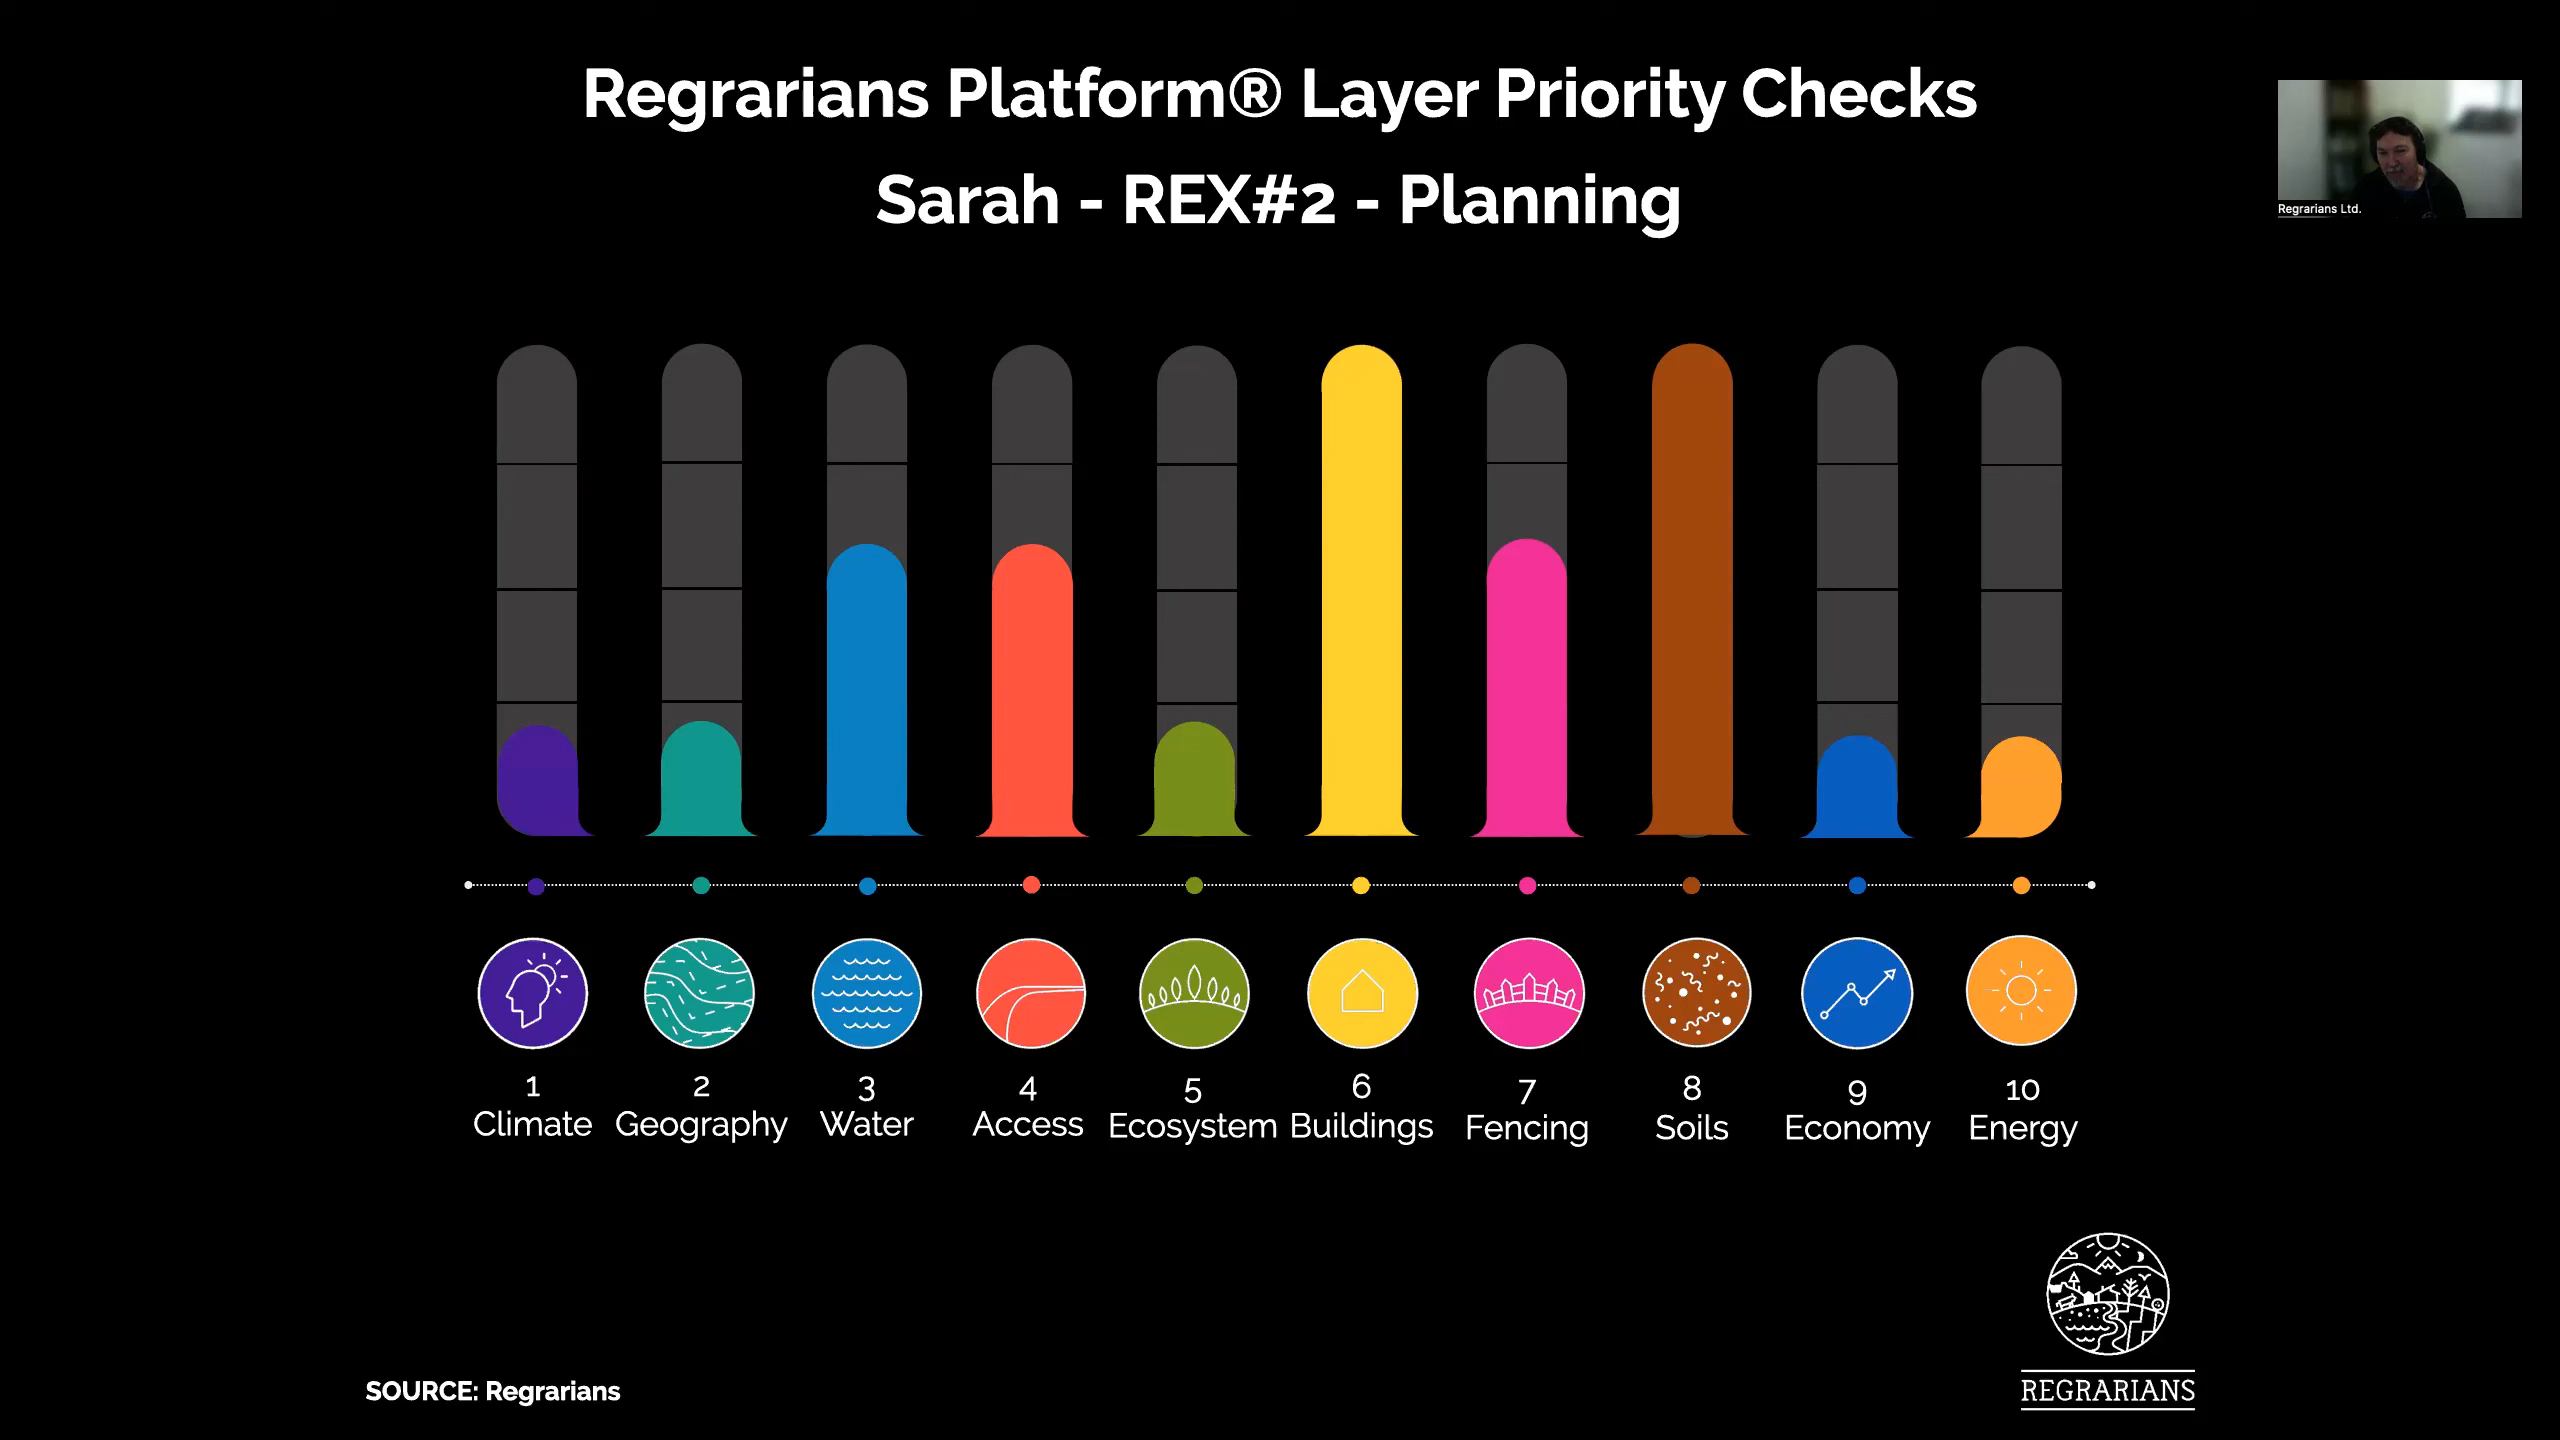 Regrarians Platform® Layer Priority Checks
Sarah - REX#2 - Planning
Regrarians Ltd.
1
Climate
2
Geography
3
Water
4
Access
5
Ecosystem
6
Buildings
7
Fencing
8
Soils
9
Economy
10
Energy
SOURCE: Regrarians
REGRARIANS